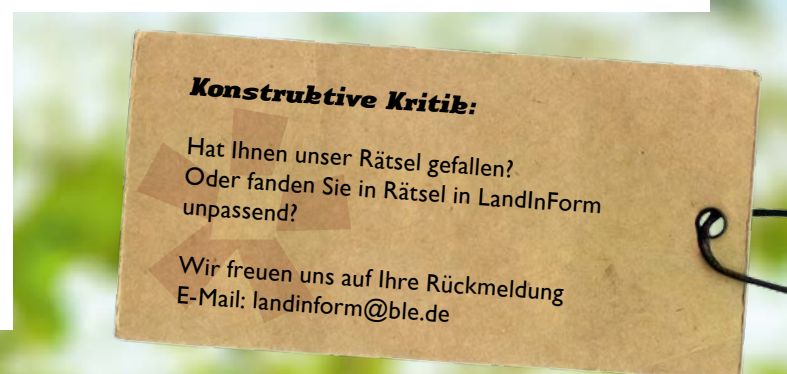 Konstruktive Kritik:
Hat Ihnen unser Rätsel gefallen?
Oder fanden Sie in Rätsel in LandInForm
unpassend?
Wir freuen uns auf Ihre Rückmeldung
E-Mail: landinform@ble.de